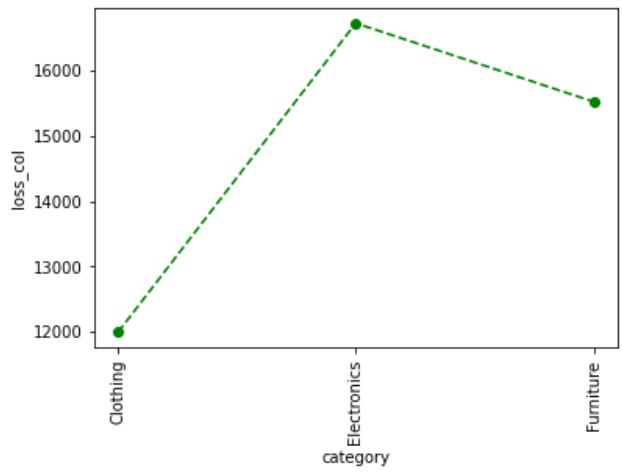 16000
15000
14000
13000
12000
loss_col
Clothing
Electronics
Furniture
category